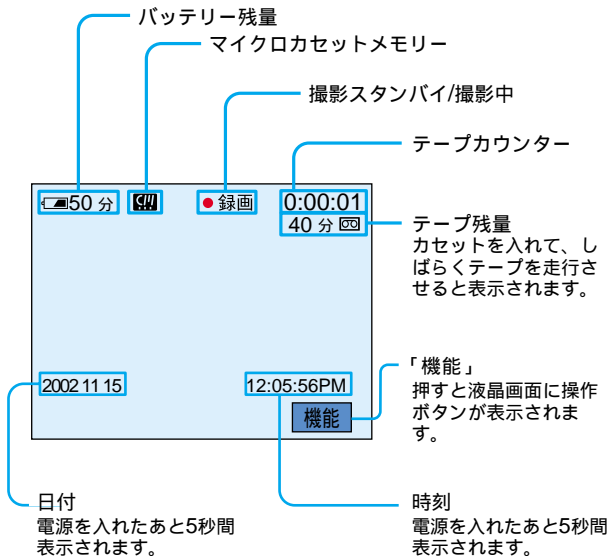 バッテリー残量
マイクロカセットメモリー
撮影スタンバイ/撮影中
テープカウンター
50 分
録画
0:00:01
40 分
テープ残量
カセットを入れて、し
ばらくテープを走行さ
せると表示されます。
2002 11 15
12:05:56PM
機能
「機能」
押すと液晶画面に操作
ボタンが表示されま
す。
日付
電源を入れたあと5秒間
表示されます。
時刻
電源を入れたあと5秒間
表示されます。